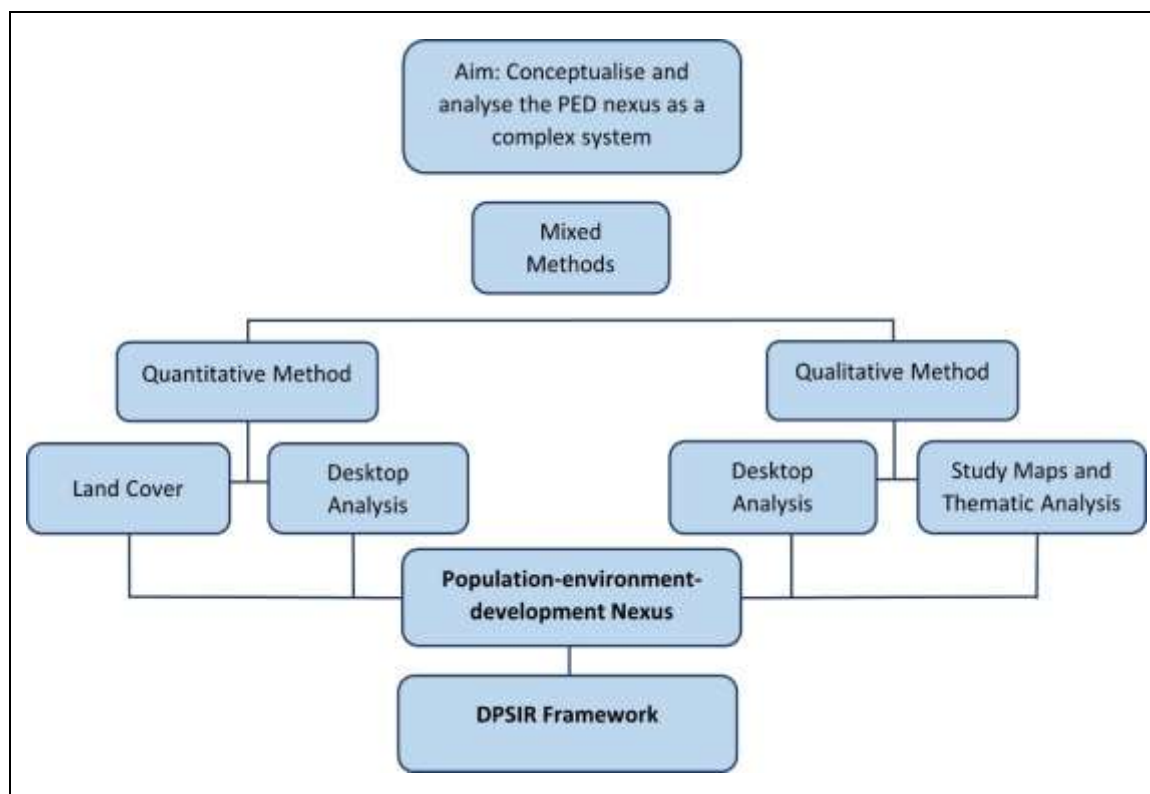 Aim: Conceptualise and
analyse the PED nexus as a
complex system
Mixed
Methods
Quantitative Method
Qualitative Method
Land Cover
Desktop
Analysis
Desktop
Analysis
Study Maps and
Thematic Analysis
Population-environment-
development Nexus
DPSIR Framework